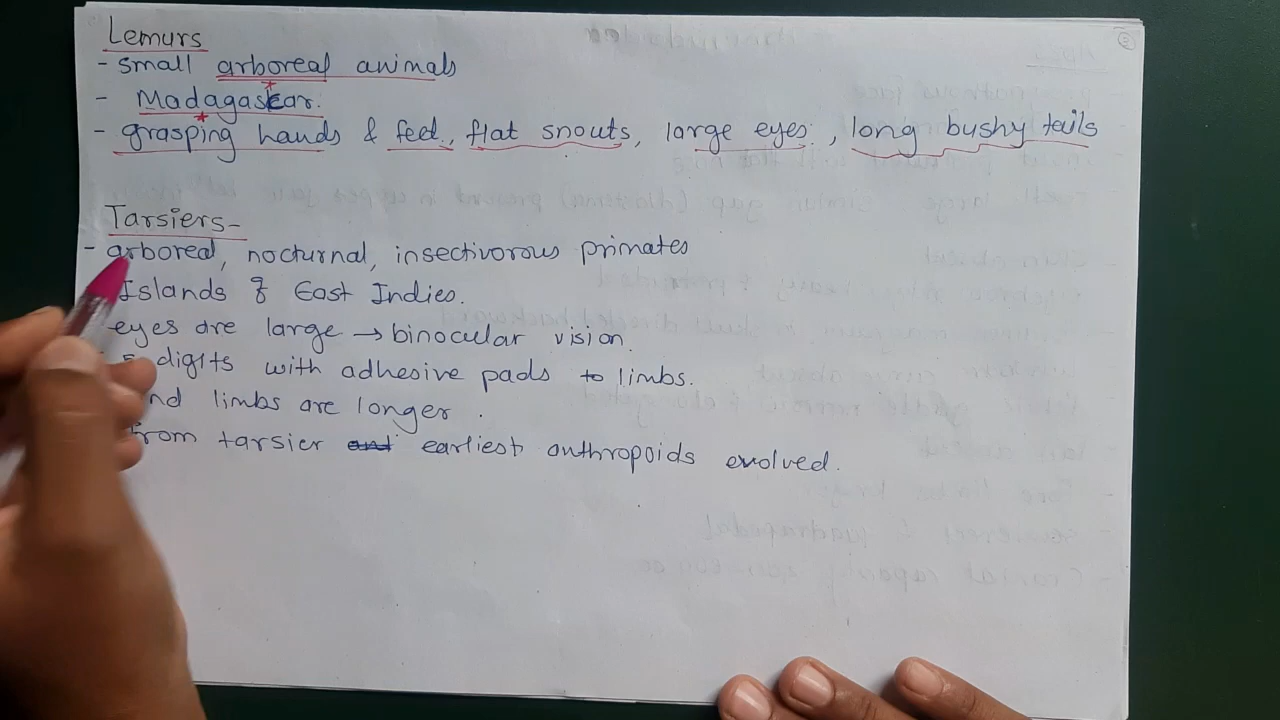 Lemurs
- small arboreal animals
- Madagascar.
- grasping hands & feet, flat snouts, large eyes, long bushy tails
Tarsiers-
- arboreal, nocturnal, insectivorous primates
Islands of East Indies.
eyes are large → binocular vision.
5 digits with adhesive pads to limbs.
limbs are longer.
from tarsier earliest anthropoids evolved.